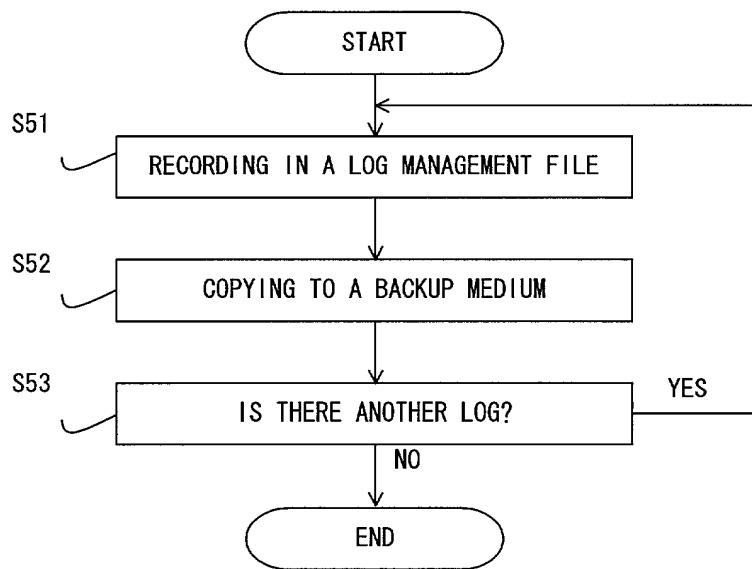 START
S51
RECORDING IN A LOG MANAGEMENT FILE
S52
COPYING TO A BACKUP MEDIUM
S53
IS THERE ANOTHER LOG?
YES
NO
END